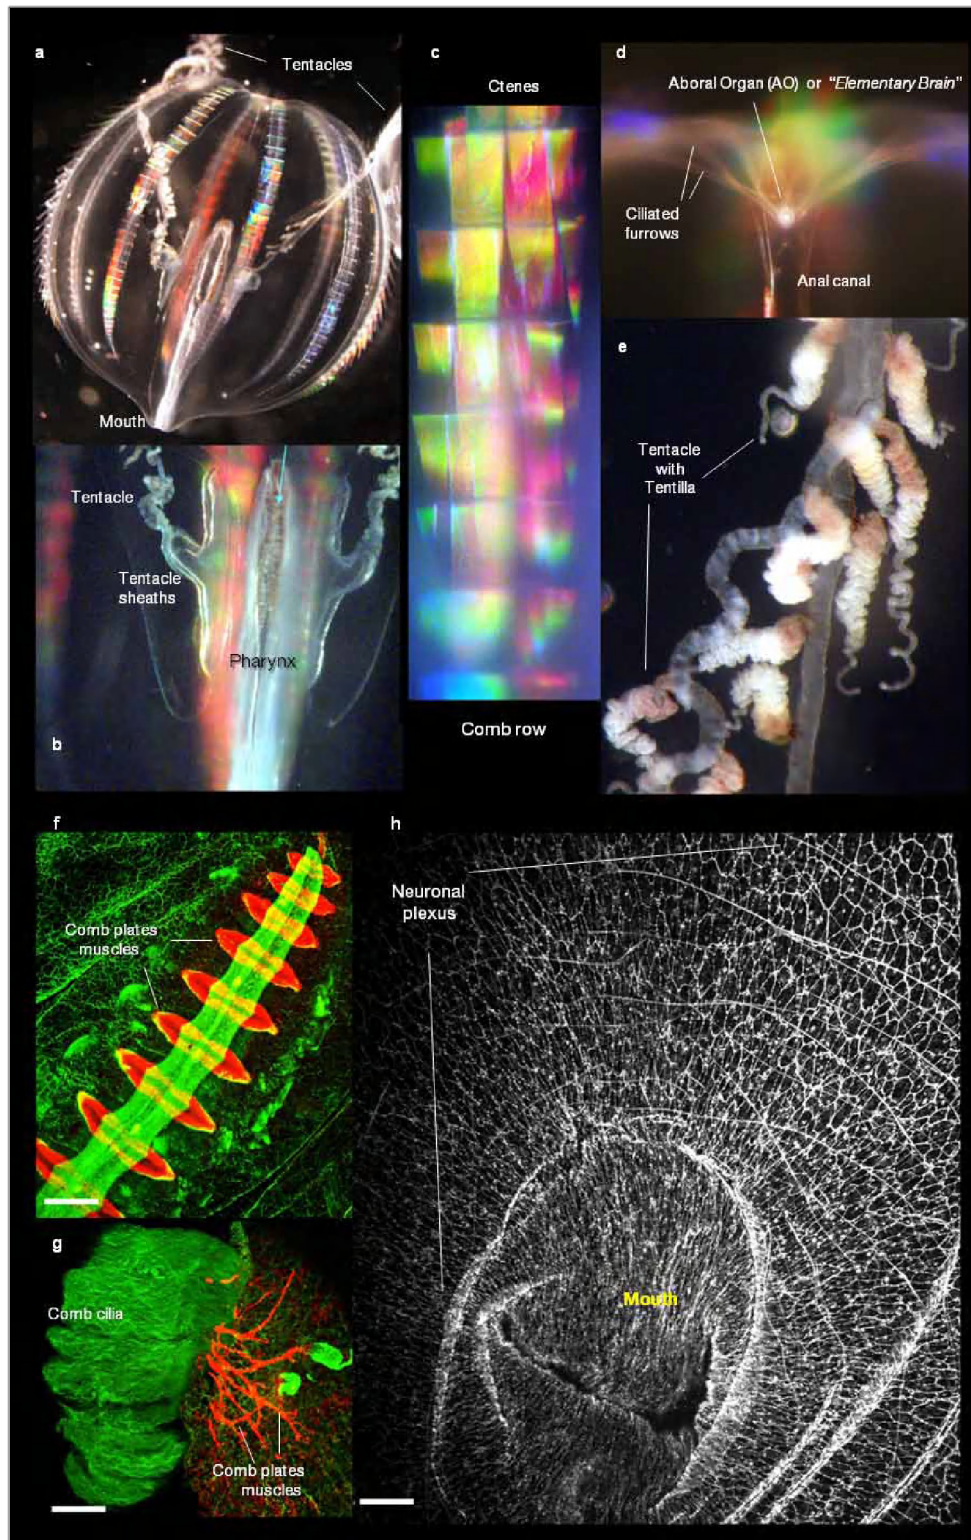 a
Tentacles
Mouth
c
Ctenes
Comb row
d
Aboral Organ (AO) or "Elementary Brain"
Ciliated
furrows
Anal canal
e
Tentacle
with
Tentilla
Tentacle
Tentacle
sheaths
Pharynx
b
f
Comb plates
muscles
g
Comb cilia
Comb plates
muscles
h
Neuronal
plexus
Mouth